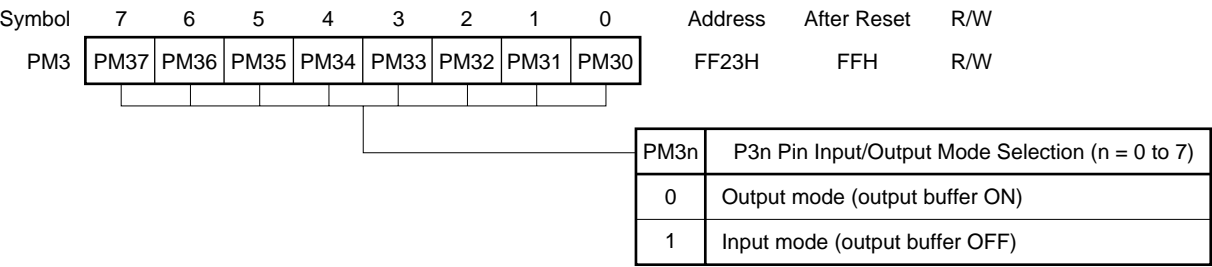 Symbol 7 6 5 4 3 2 1 0 Address After Reset R/W
PM3 PM37 PM36 PM35 PM34 PM33 PM32 PM31 PM30 FF23H FFH R/W
PM3n P3n Pin Input/Output Mode Selection (n = 0 to 7)
0 Output mode (output buffer ON)
1 Input mode (output buffer OFF)